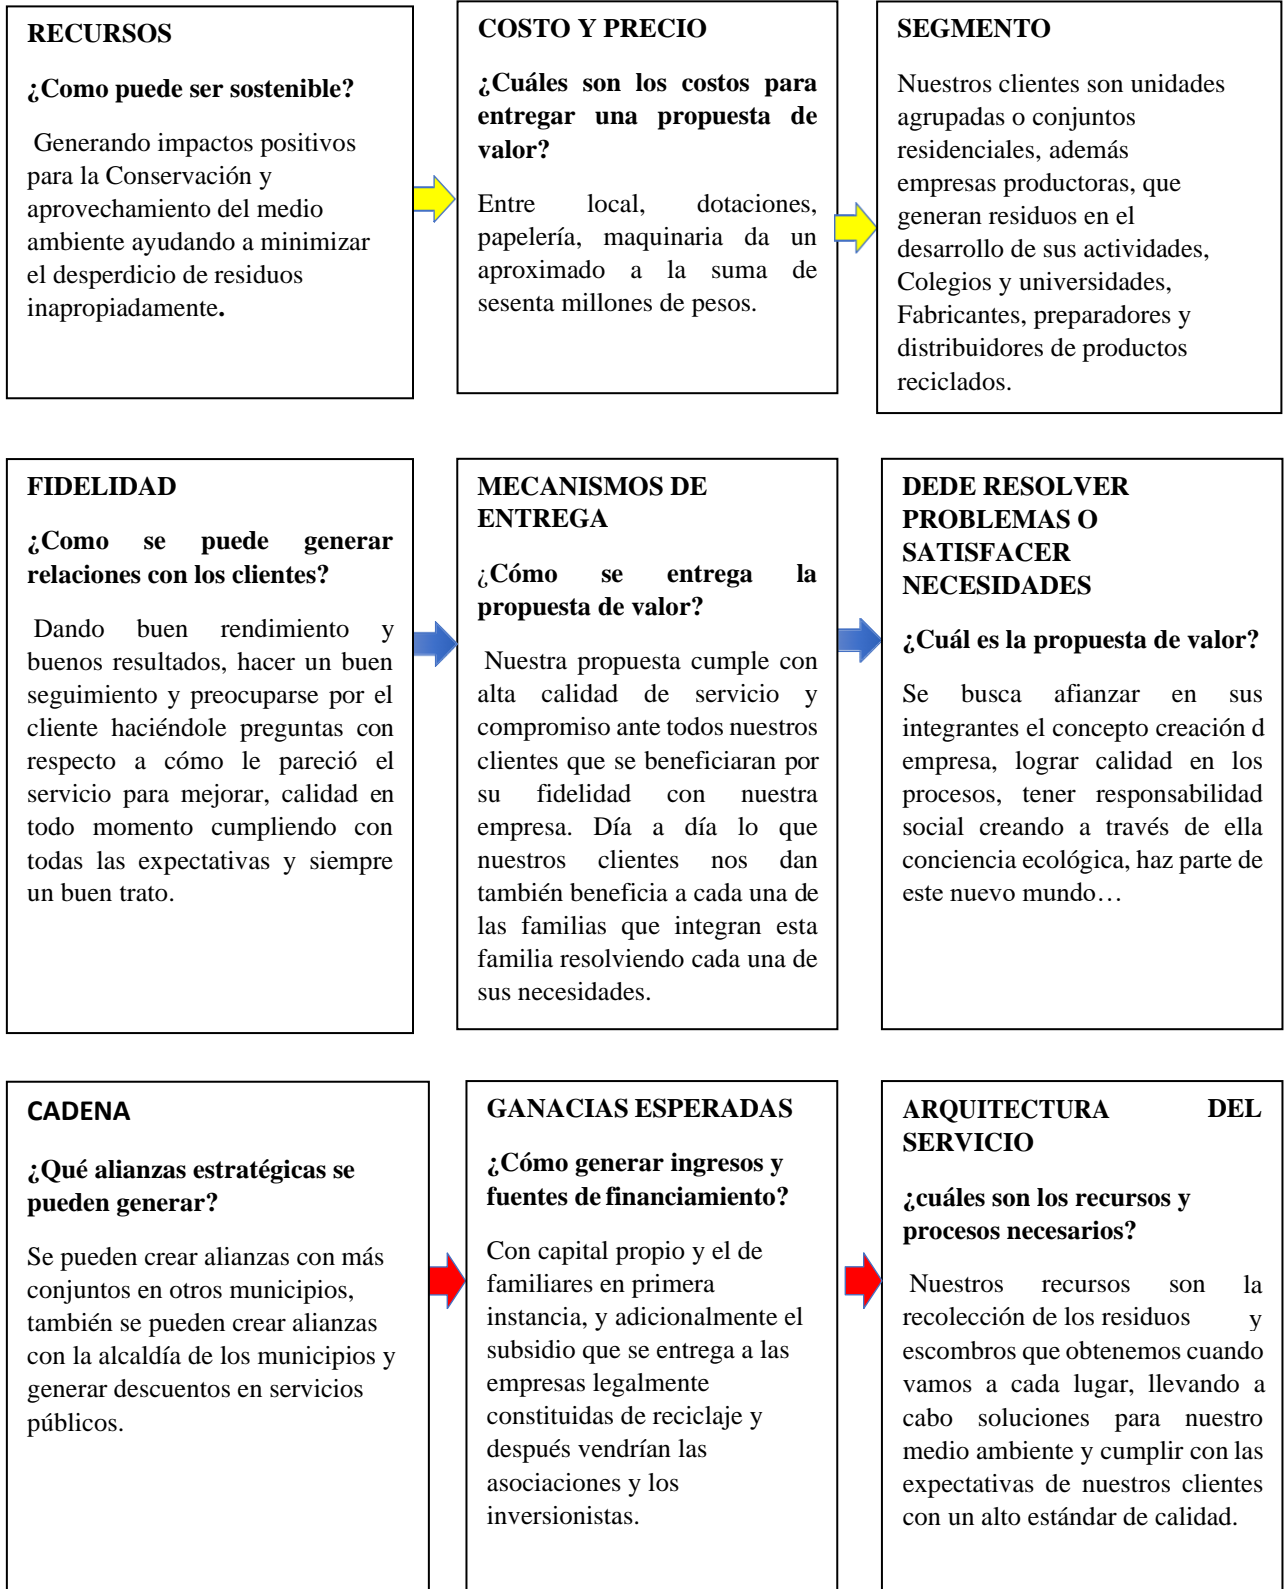 RECURSOS
¿Como puede ser sostenible?
Generando impactos positivos
para la Conservación y
aprovechamiento del medio
ambiente ayudando a minimizar
el desperdicio de residuos
inapropiadamente.
COSTO Y PRECIO
¿Cuáles son los costos para
entregar una propuesta de
valor?
Entre local, dotaciones,
papelería, maquinaria da un
aproximado a la suma de
sesenta millones de pesos.
SEGMENTO
Nuestros clientes son unidades
agrupadas o conjuntos
residenciales, además
empresas productoras, que
generan residuos en el
desarrollo de sus actividades,
Colegios y universidades,
Fabricantes, preparadores y
distribuidores de productos
reciclados.
FIDELIDAD
¿Como se puede generar
relaciones con los clientes?
Dando buen rendimiento y
buenos resultados, hacer un buen
seguimiento y preocuparse por el
cliente haciéndole preguntas con
respecto a cómo le pareció el
servicio para mejorar, calidad en
todo momento cumpliendo con
todas las expectativas y siempre
un buen trato.
MECANISMOS DE
ENTREGA
¿Cómo se entrega la
propuesta de valor?
Nuestra propuesta cumple con
alta calidad de servicio y
compromiso ante todos nuestros
clientes que se beneficiaran por
su fidelidad con nuestra
empresa. Día a día lo que
nuestros clientes nos dan
también beneficia a cada una de
las familias que integran esta
familia resolviendo cada una de
sus necesidades.
DEDE RESOLVER
PROBLEMAS O
SATISFACER
NECESIDADES
¿Cuál es la propuesta de valor?
Se busca afianzar en sus
integrantes el concepto creación d
empresa, lograr calidad en los
procesos, tener responsabilidad
social creando a través de ella
conciencia ecológica, haz parte de
este nuevo mundo…
CADENA
¿Qué alianzas estratégicas se
pueden generar?
Se pueden crear alianzas con más
conjuntos en otros municipios,
también se pueden crear alianzas
con la alcaldía de los municipios y
generar descuentos en servicios
públicos.
GANACIAS ESPERADAS
¿Cómo generar ingresos y
fuentes de financiamiento?
Con capital propio y el de
familiares en primera
instancia, y adicionalmente el
subsidio que se entrega a las
empresas legalmente
constituidas de reciclaje y
después vendrían las
asociaciones y los
inversionistas.
ARQUITECTURA DEL
SERVICIO
¿cuáles son los recursos y
procesos necesarios?
Nuestros recursos son la
recolección de los residuos y
escombros que obtenemos cuando
vamos a cada lugar, llevando a
cabo soluciones para nuestro
medio ambiente y cumplir con las
expectativas de nuestros clientes
con un alto estándar de calidad.